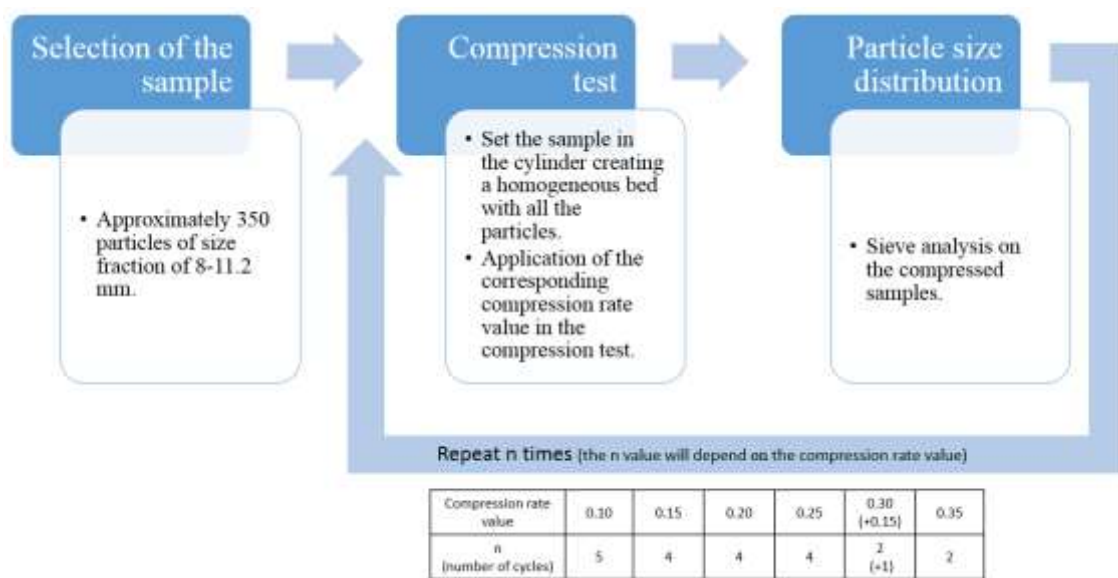 Selection of the
sample
Compression
test
Particle size
distribution
• Approximately 350
particles of size
fraction of 8-11.2
mm.
• Set the sample in
the cylinder creating
a homogeneous bed
with all the
particles.
• Application of the
corresponding
compression rate
value in the
compression test.
• Sieve analysis on
the compressed
samples.
Repeat n times (the n value will depend on the compression rate value)
Compression rate
value
0.10
0.15
0.20
0.25
0.30
(+0.15)
0.35
n
(number of cycles)
5
4
4
4
2
(+1)
2